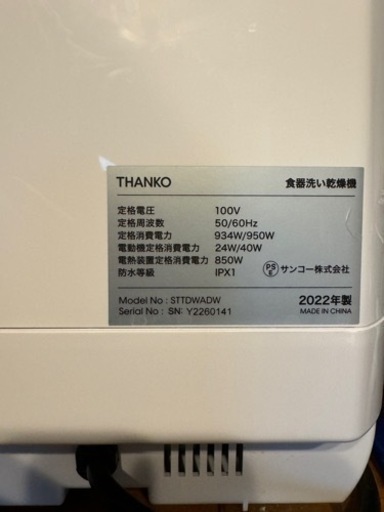 THANKO 食器洗い乾燥機
定格電圧 100V
定格周波数 50/60Hz
定格消費電力 934W/950W
電動機定格消費電力 24W/40W
電熱装置定格消費電力 850W
防水等級 IPX1 PSE サンコー株式会社
Model No : STTDWADW 2022年製
Serial No : SN: Y2260141 MADE IN CHINA